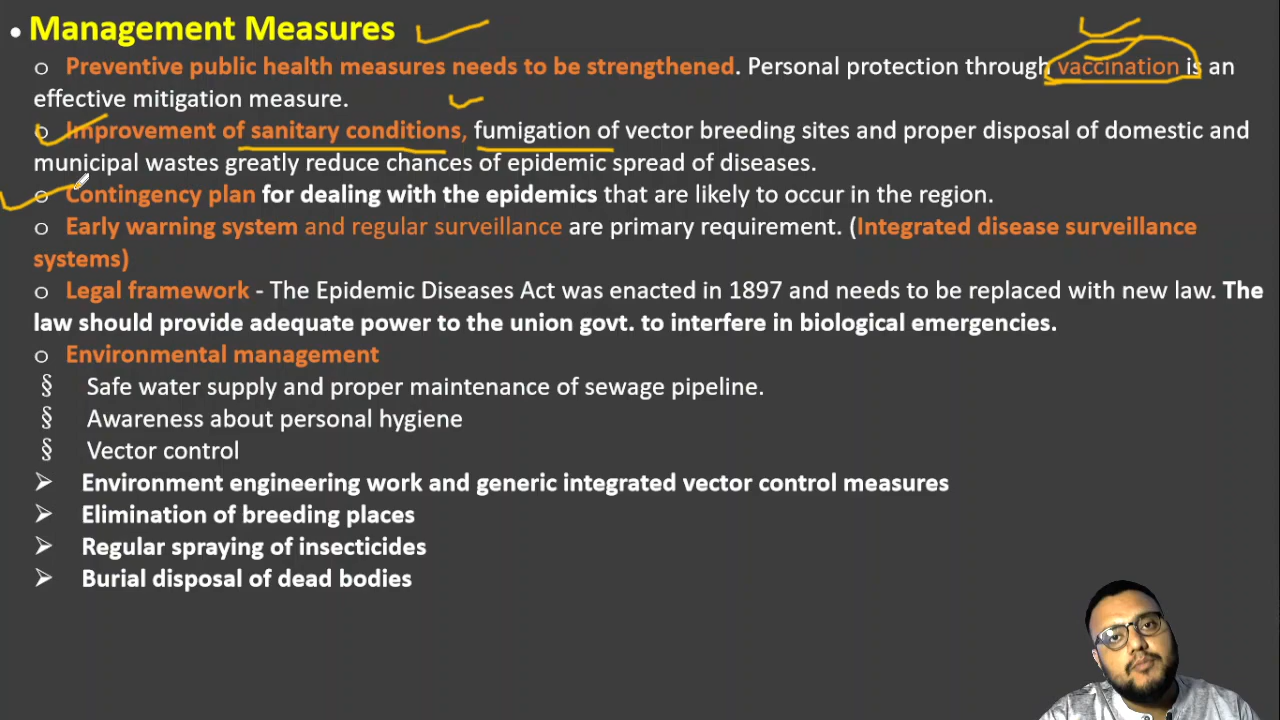 • Management Measures
o Preventive public health measures needs to be strengthened. Personal protection through vaccination is an
effective mitigation measure.
o Improvement of sanitary conditions, fumigation of vector breeding sites and proper disposal of domestic and
municipal wastes greatly reduce chances of epidemic spread of diseases.
o Contingency plan for dealing with the epidemics that are likely to occur in the region.
o Early warning system and regular surveillance are primary requirement. (Integrated disease surveillance
systems)
o Legal framework - The Epidemic Diseases Act was enacted in 1897 and needs to be replaced with new law. The
law should provide adequate power to the union govt. to interfere in biological emergencies.
o Environmental management
§ Safe water supply and proper maintenance of sewage pipeline.
§ Awareness about personal hygiene
§ Vector control
➢ Environment engineering work and generic integrated vector control measures
➢ Elimination of breeding places
➢ Regular spraying of insecticides
➢ Burial disposal of dead bodies